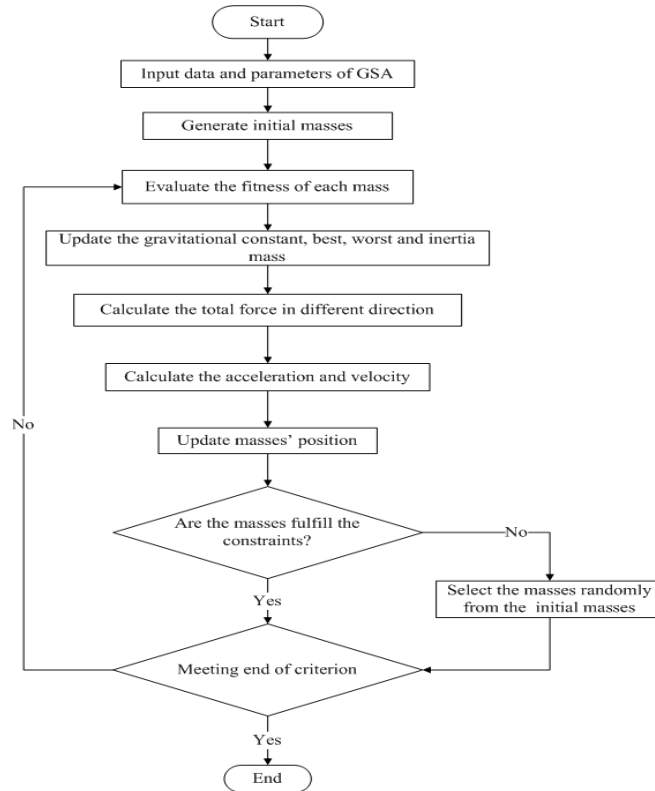 Start
Input data and parameters of GSA
Generate initial masses
Evaluate the fitness of each mass
Update the gravitational constant, best, worst and inertia
mass
Calculate the total force in different direction
Calculate the acceleration and velocity
No
Update masses’ position
Are the masses fulfill the
constraints?
No
Select the masses randomly
from the initial masses
Yes
Meeting end of criterion
Yes
End